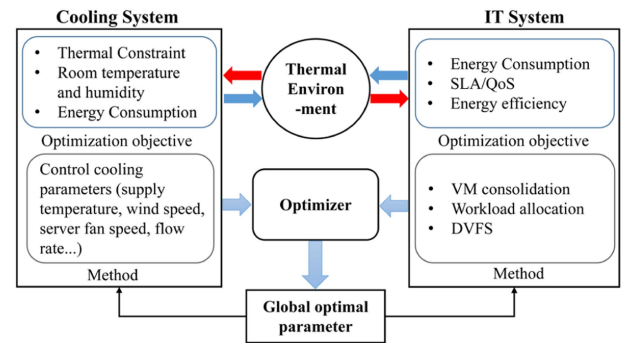 Cooling System
• Thermal Constraint
• Room temperature
and humidity
• Energy Consumption
Optimization objective
Control cooling
parameters (supply
temperature, wind speed,
server fan speed, flow
rate...)
Method
Thermal
Environ
-ment
Optimizer
Global optimal
parameter
IT System
• Energy Consumption
• SLA/QoS
• Energy efficiency
Optimization objective
• VM consolidation
• Workload allocation
• DVFS
Method